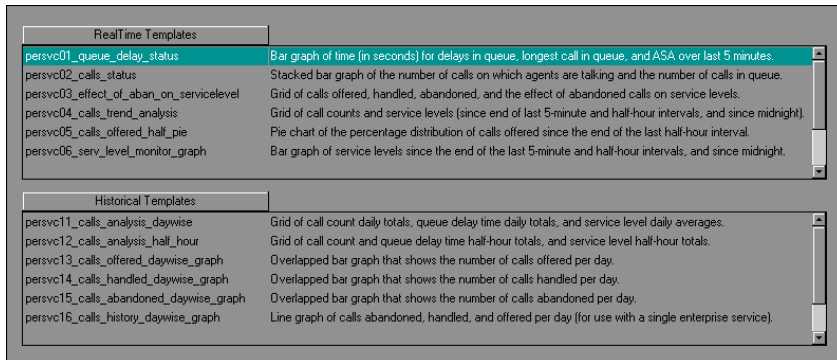 RealTime Templates
persvc01_queue_delay_status Bar graph of time (in seconds) for delays in queue, longest call in queue, and ASA over last 5 minutes.
persvc02_calls_status Stacked bar graph of the number of calls on which agents are talking and the number of calls in queue.
persvc03_effect_of_aban_on_servicelevel Grid of calls offered, handled, abandoned, and the effect of abandoned calls on service levels.
persvc04_calls_trend_analysis Grid of call counts and service levels (since end of last 5-minute and half-hour intervals, and since midnight).
persvc05_calls_offered_half_pie Pie chart of the percentage distribution of calls offered since the end of the last half-hour interval.
persvc06_serv_level_monitor_graph Bar graph of service levels since the end of the last 5-minute and half-hour intervals, and since midnight.
Historical Templates
persvc11_calls_analysis_daywise Grid of call count daily totals, queue delay time daily totals, and service level daily averages.
persvc12_calls_analysis_half_hour Grid of call count and queue delay time half-hour totals, and service level half-hour totals.
persvc13_calls_offered_daywise_graph Overlapped bar graph that shows the number of calls offered per day.
persvc14_calls_handled_daywise_graph Overlapped bar graph that shows the number of calls handled per day.
persvc15_calls_abandoned_daywise_graph Overlapped bar graph that shows the number of calls abandoned per day.
persvc16_calls_history_daywise_graph Line graph of calls abandoned, handled, and offered per day (for use with a single enterprise service).